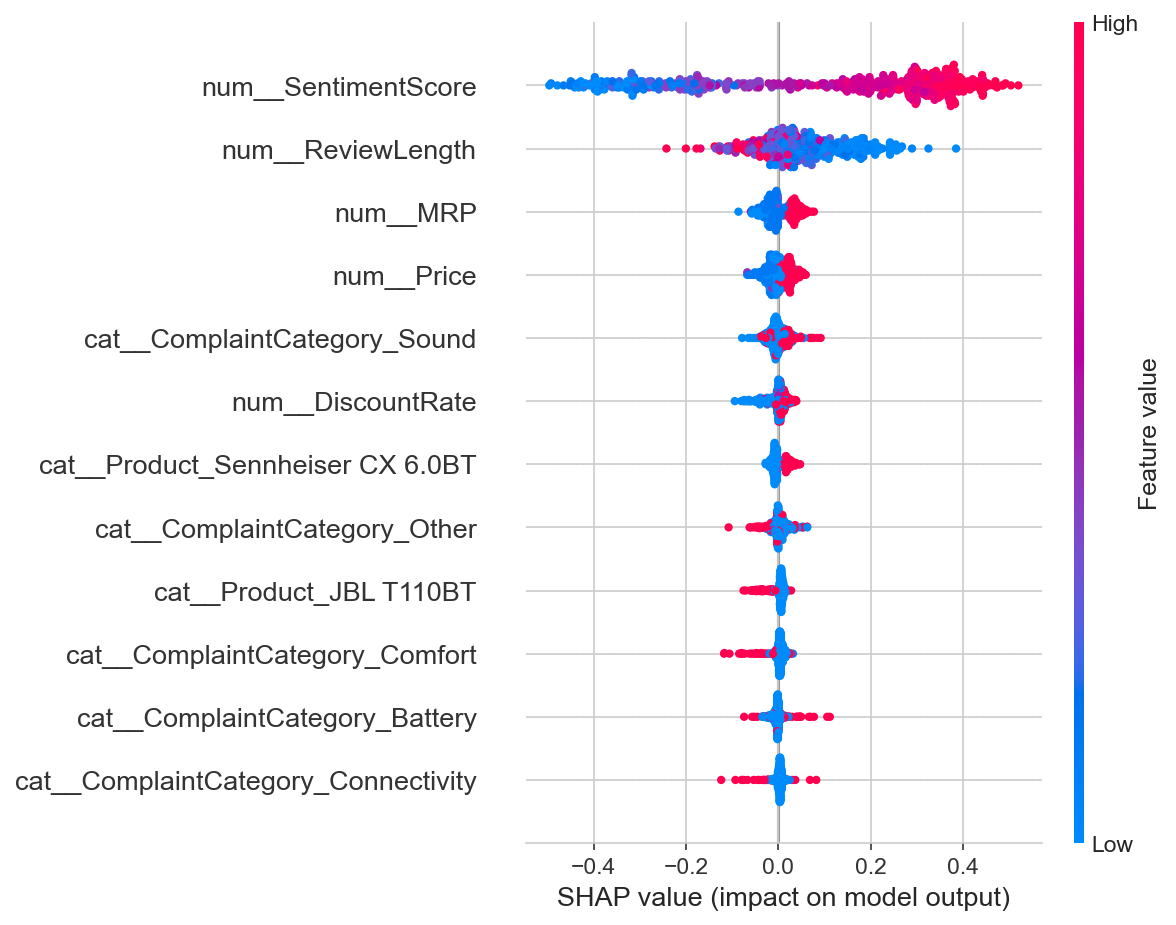 High
num__SentimentScore
num__ReviewLength
num__MRP
num__Price
cat__ComplaintCategory_Sound
num__DiscountRate
cat__Product_Sennheiser CX 6.0BT
cat__ComplaintCategory_Other
cat__Product_JBL T110BT
cat__ComplaintCategory_Comfort
cat__ComplaintCategory_Battery
cat__ComplaintCategory_Connectivity
Feature value
Low
−0.4 −0.2 0.0 0.2 0.4
SHAP value (impact on model output)